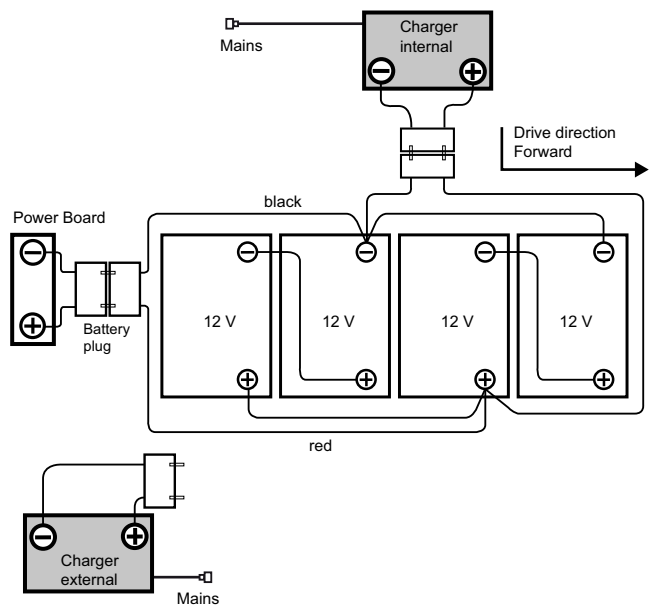 Charger
internal
Mains
Drive direction
Forward
black
Power Board
12 V
12 V
12 V
12 V
Battery
plug
red
Charger
external
Mains